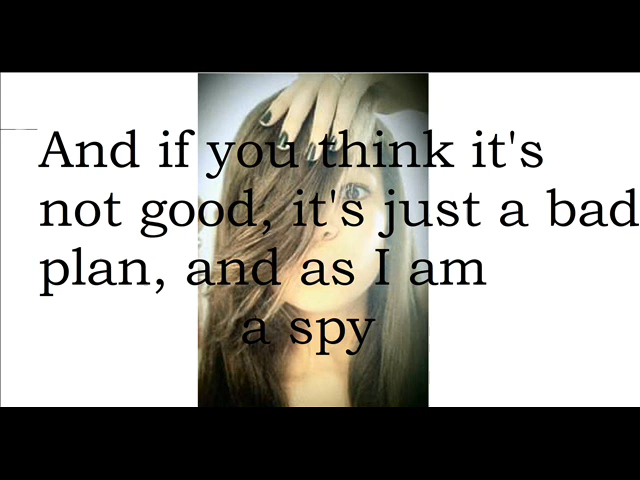 And if you think it's
not good, it's just a bad
plan, and as I am
a spy